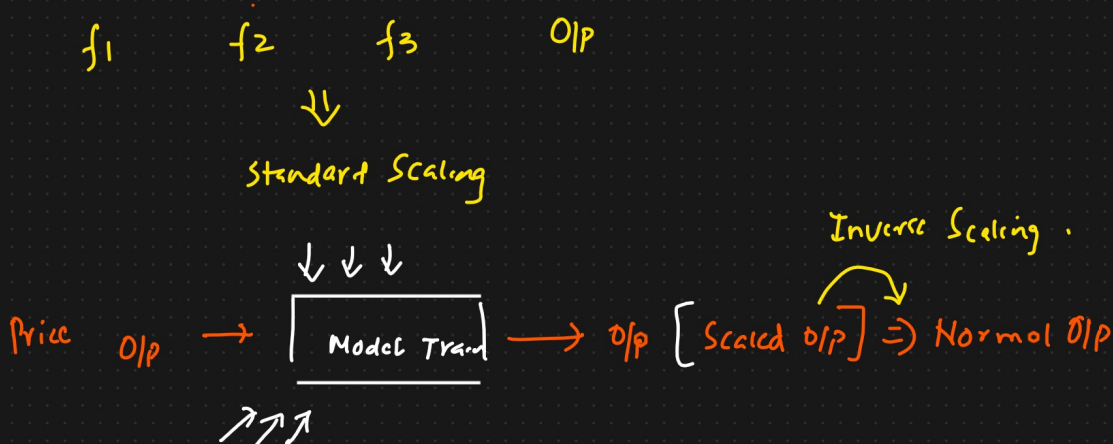 f1 f2 f3 O/P
Standard Scaling
Inverse Scaling.
Price O/P → [Model Train] → O/P [Scaled O/P] ⇒ Normal O/P